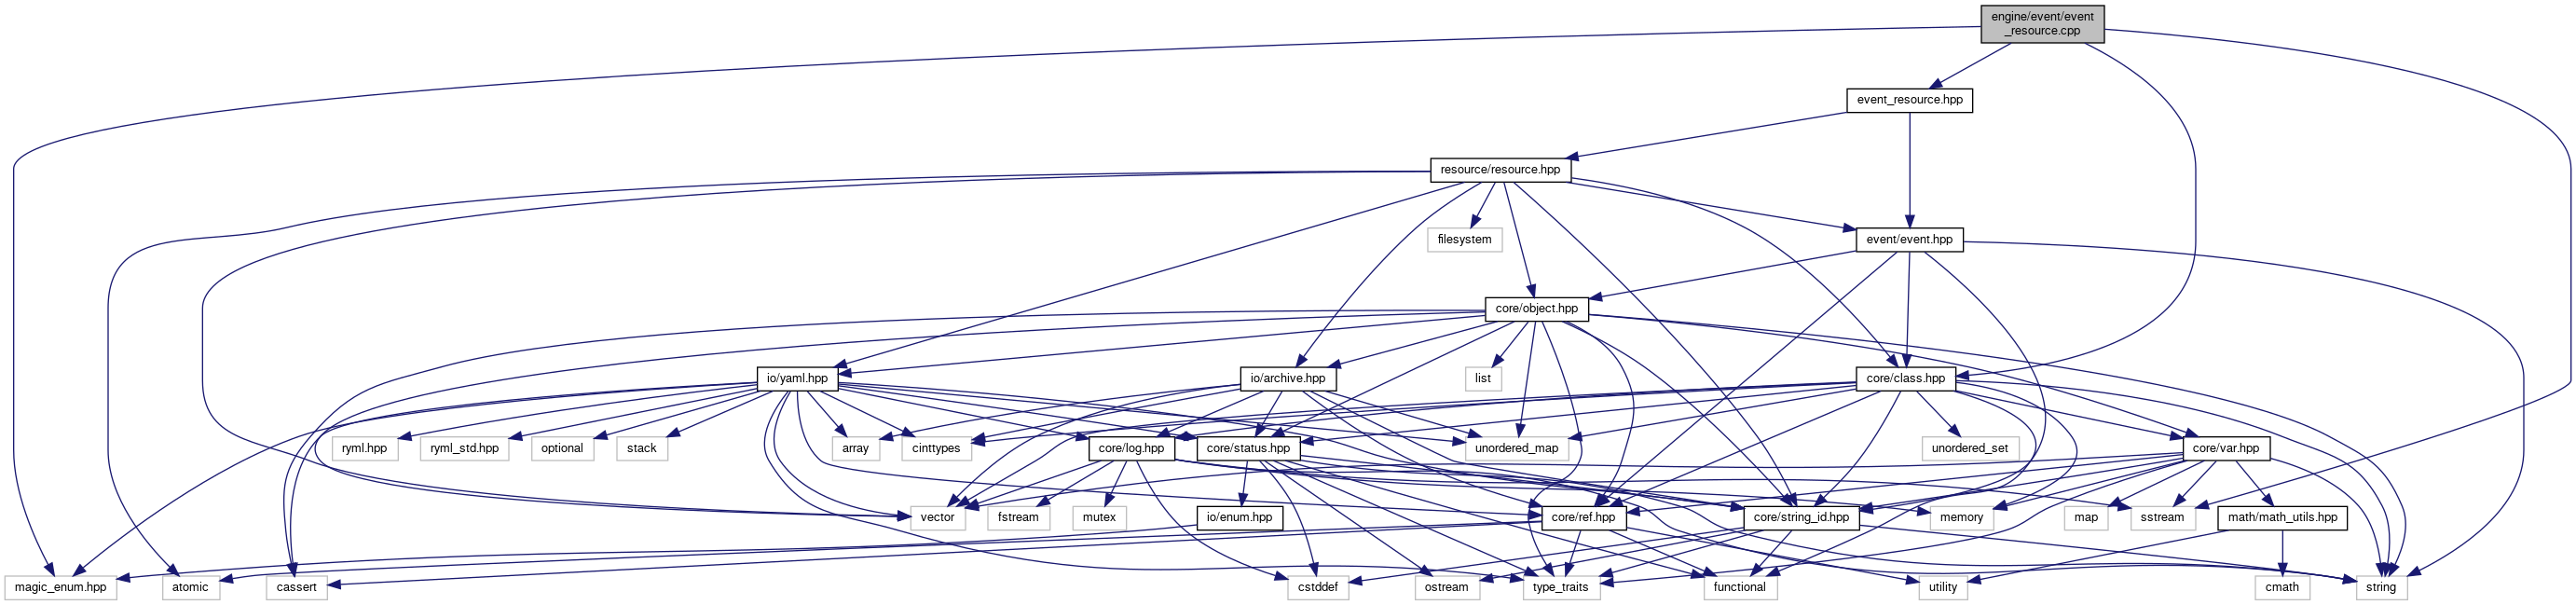 engine/event/event
_resource.cpp
event_resource.hpp
resource/resource.hpp
filesystem
event/event.hpp
core/object.hpp
io/yaml.hpp
io/archive.hpp
list
core/class.hpp
ryml.hpp
ryml_std.hpp
optional
stack
array
cinttypes
core/log.hpp
core/status.hpp
unordered_map
unordered_set
core/var.hpp
vector
fstream
mutex
io/enum.hpp
core/ref.hpp
core/string_id.hpp
memory
map
sstream
math/math_utils.hpp
magic_enum.hpp
atomic
cassert
cstddef
ostream
type_traits
functional
utility
cmath
string